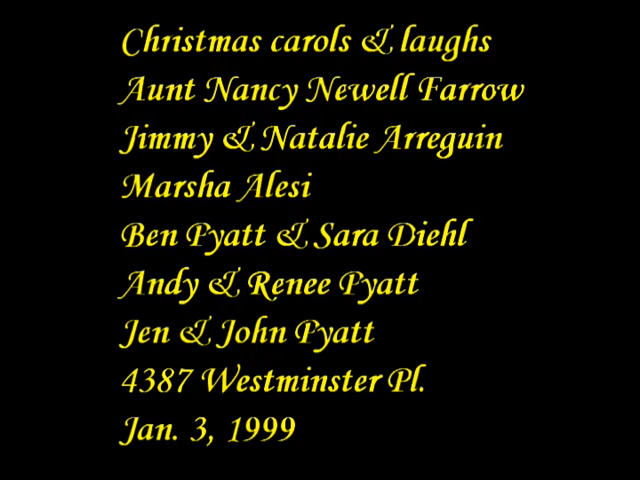 Christmas carols & laughs
Aunt Nancy Newell Farrow
Jimmy & Natalie Arreguin
Marsha Alesi
Ben Pyatt & Sara Diehl
Andy & Renee Pyatt
Jen & John Pyatt
4387 Westminster Pl.
Jan. 3, 1999